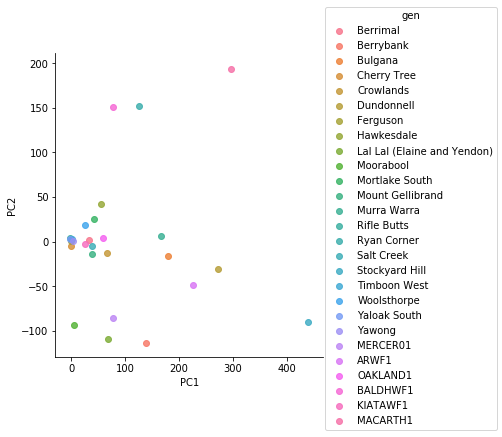 gen
Berrimal
Berrybank
Bulgana
Cherry Tree
Crowlands
Dundonnell
Ferguson
Hawkesdale
Lal Lal (Elaine and Yendon)
Moorabool
Mortlake South
Mount Gellibrand
Murra Warra
Rifle Butts
Ryan Corner
Salt Creek
Stockyard Hill
Timboon West
Woolsthorpe
Yaloak South
Yawong
MERCER01
ARWF1
OAKLAND1
BALDHWF1
KIATAWF1
MACARTH1
200
150
100
50
0
−50
−100
PC2
0 100 200 300 400
PC1